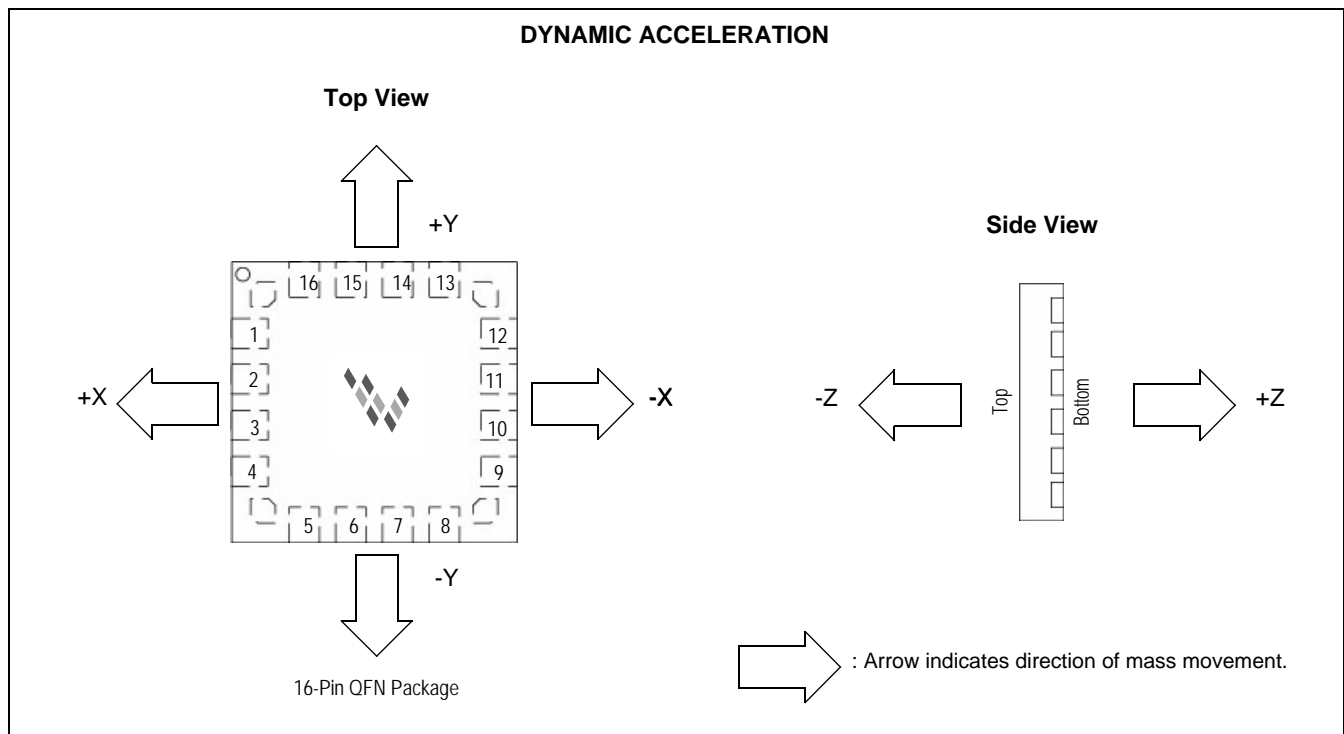 DYNAMIC ACCELERATION
Top View
+Y
16 15 14 13
1
2
3
4
12
11
10
9
5 6 7 8
+X
-X
-Y
16-Pin QFN Package
Side View
-Z
Top
Bottom
+Z
: Arrow indicates direction of mass movement.